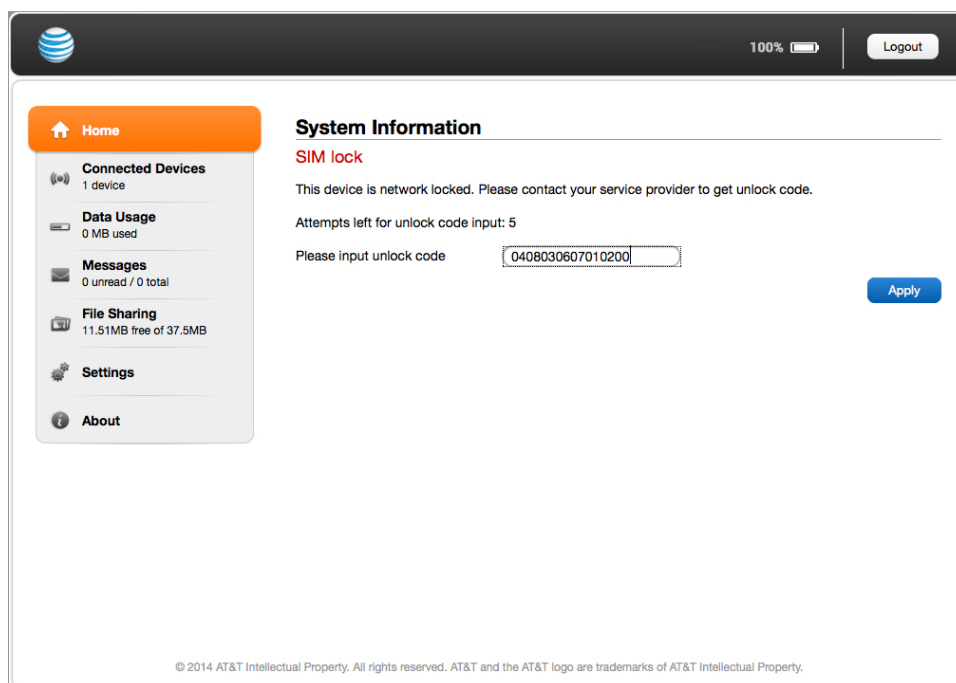 100%
Logout
Home
Connected Devices
1 device
Data Usage
0 MB used
Messages
0 unread / 0 total
File Sharing
11.51MB free of 37.5MB
Settings
About
System Information
SIM lock
This device is network locked. Please contact your service provider to get unlock code.
Attempts left for unlock code input: 5
Please input unlock code 0408030607010200
Apply
© 2014 AT&T Intellectual Property. All rights reserved. AT&T and the AT&T logo are trademarks of AT&T Intellectual Property.